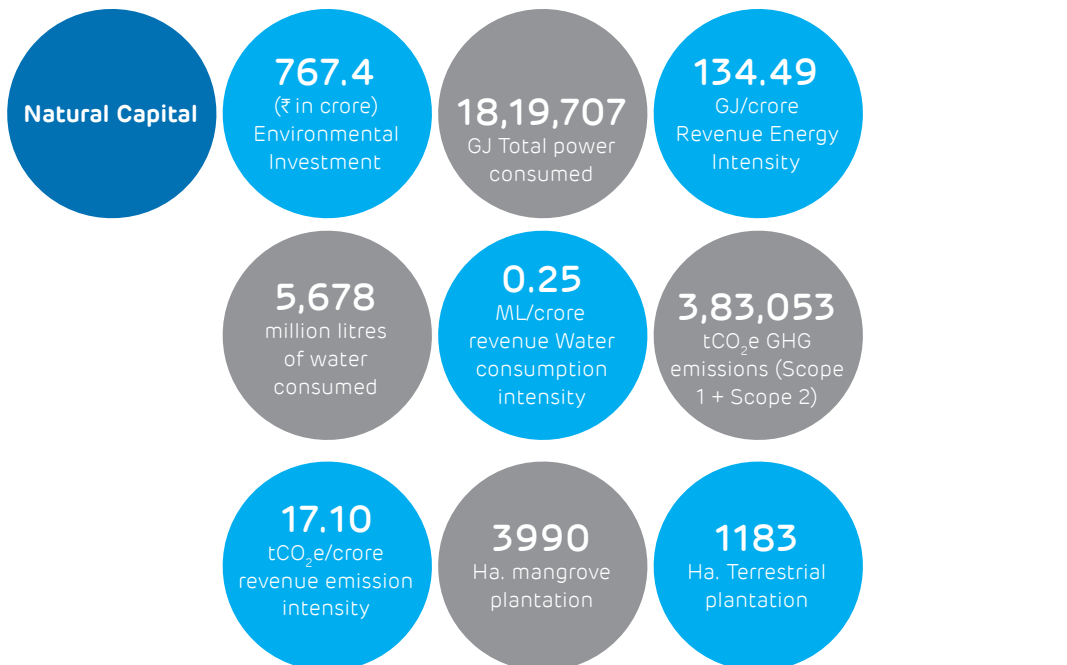 Natural Capital
767.4
(₹ in crore)
Environmental
Investment
18,19,707
GJ Total power
consumed
134.49
GJ/crore
Revenue Energy
Intensity
5,678
million litres
of water
consumed
0.25
ML/crore
revenue Water
consumption
intensity
3,83,053
tCO₂e GHG
emissions (Scope
1 + Scope 2)
17.10
tCO₂e/crore
revenue emission
intensity
3990
Ha. mangrove
plantation
1183
Ha. Terrestrial
plantation